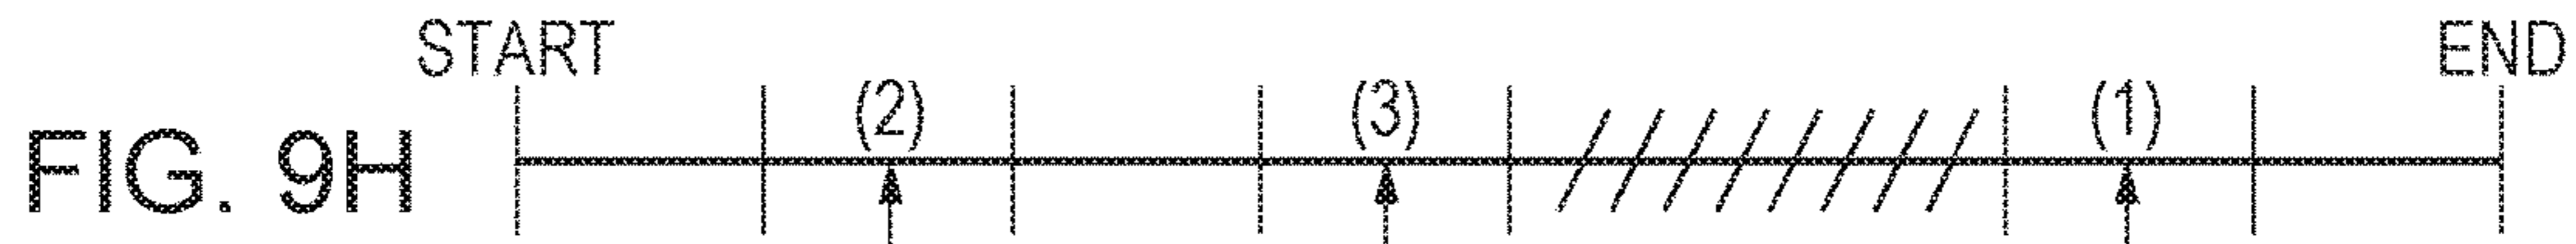 START END
(2) (3) (1)
FIG. 9H